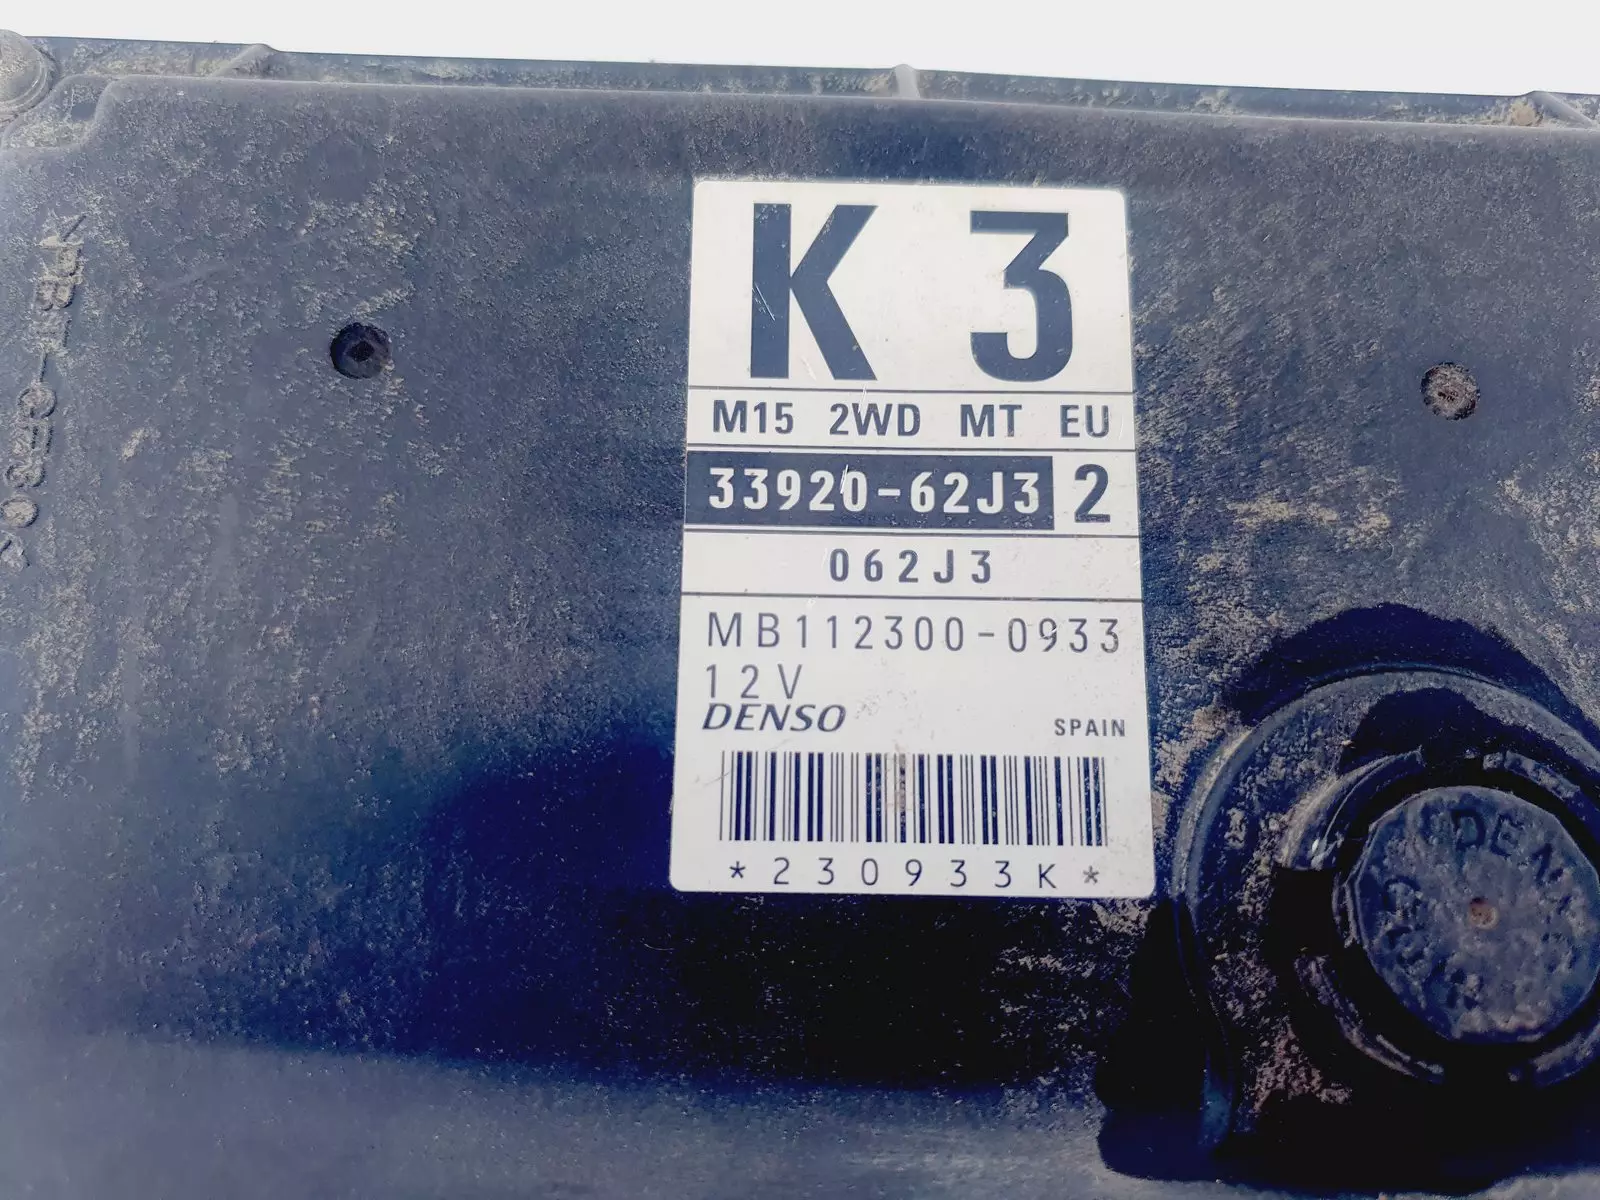 K 3
M15 2WD MT EU
33920-62J3 2
062J3
MB112300-0933
12V
DENSO SPAIN
*230933K*